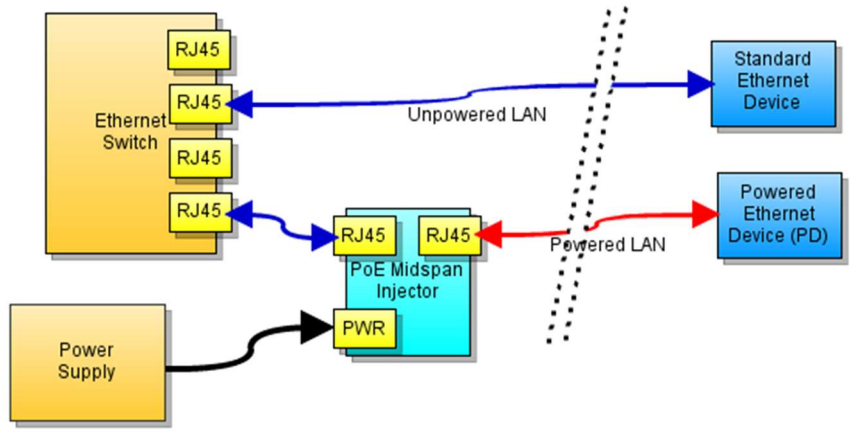 RJ45
RJ45
Ethernet
Switch
RJ45
RJ45
Unpowered LAN
Standard
Ethernet
Device
RJ45
RJ45
PoE Midspan
Injector
PWR
Powered LAN
Powered
Ethernet
Device (PD)
Power
Supply